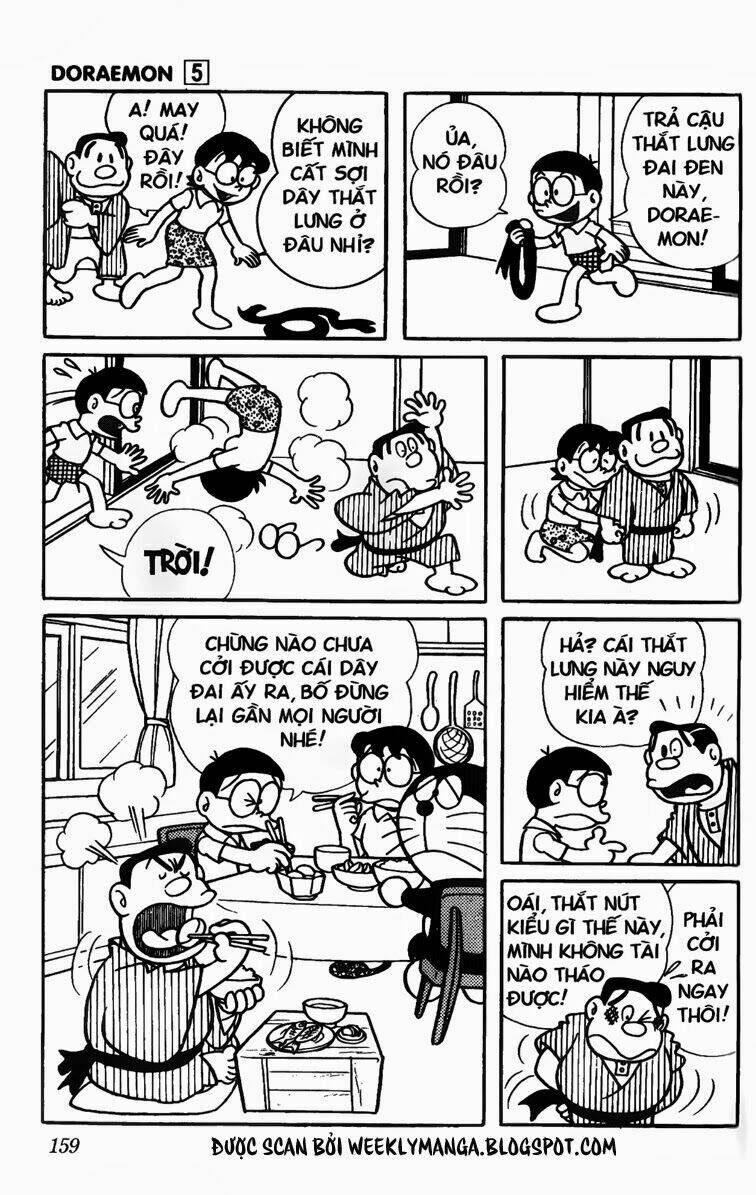 DORAEMON 5
TRẢ CẬU
THẮT LƯNG
ĐAI ĐEN
NÀY,
DORAE-
MON!
ỦA,
NÓ ĐÂU
RỒI?
KHÔNG
BIẾT MÌNH
CẤT SỢI
DÂY THẮT
LƯNG Ở
ĐÂU NHỈ?
A! MAY
QUÁ!
ĐÂY
RỒI!
TRỜI!
HẢ? CÁI THẮT
LƯNG NÀY NGUY
HIỂM THẾ
KIA À?
PHẢI
CỞI
RA
NGAY
THÔI!
OÁI, THẮT NÚT
KIỂU GÌ THẾ NÀY,
MÌNH KHÔNG TÀI
NÀO THÁO
ĐƯỢC!
CHỪNG NÀO CHƯA
CỞI ĐƯỢC CÁI DÂY
ĐAI ẤY RA, BỐ ĐỪNG
LẠI GẦN MỌI NGƯỜI
NHÉ!
159
ĐƯỢC SCAN BỞI WEEKLYMANGA.BLOGSPOT.COM